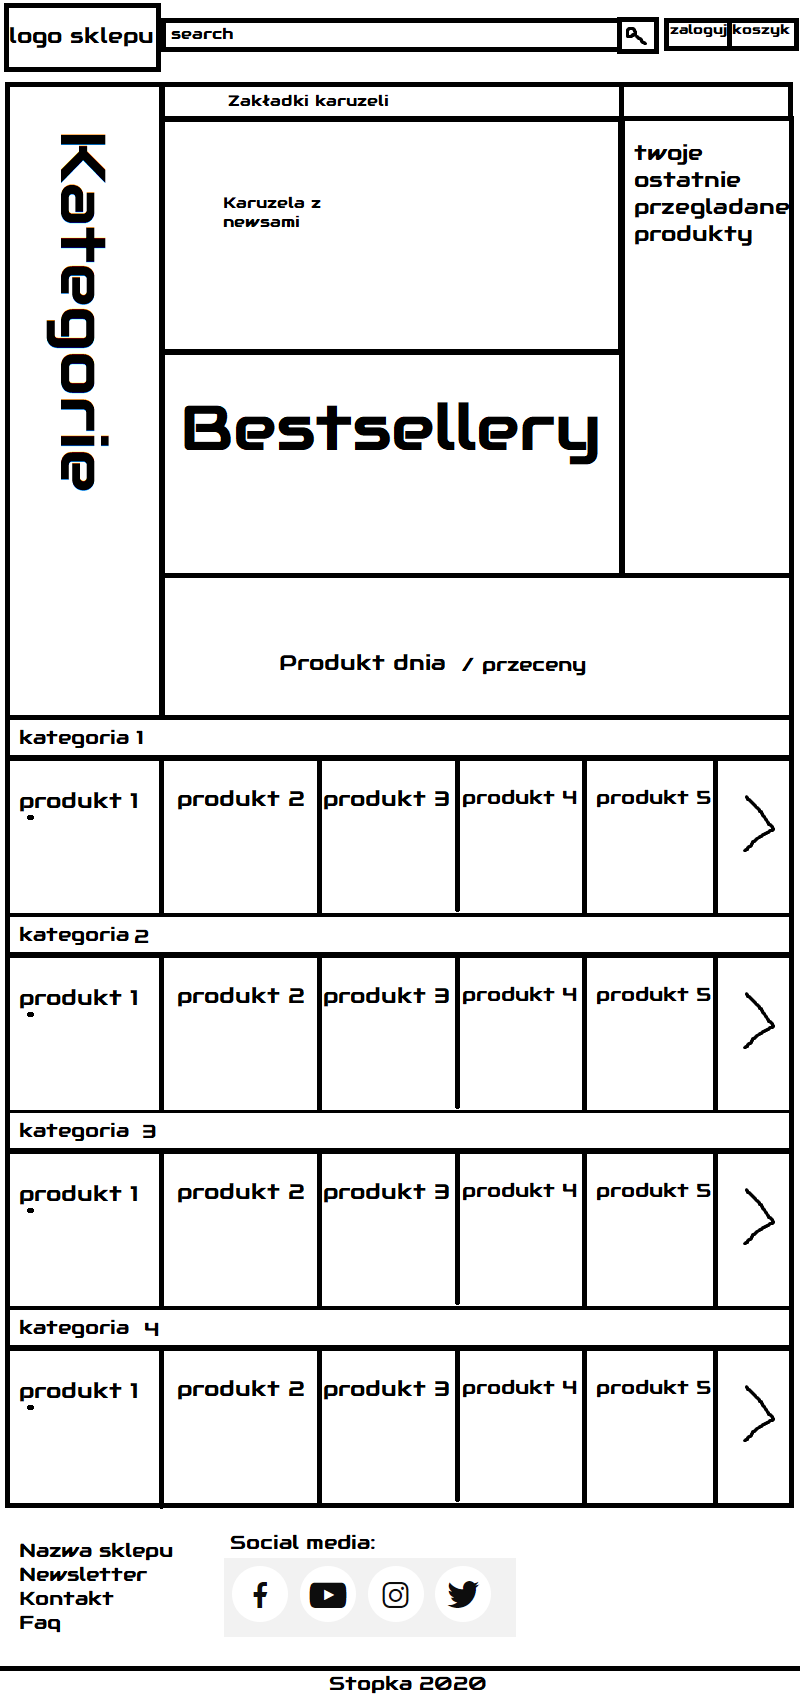 logo sklepu
search
zaloguj
koszyk
Zakładki karuzeli
Kategorie
Karuzela z
newsami
twoje
ostatnie
przegladane
produkty
Bestsellery
Produkt dnia / przeceny
kategoria 1
produkt 1
produkt 2
produkt 3
produkt 4
produkt 5
kategoria 2
produkt 1
produkt 2
produkt 3
produkt 4
produkt 5
kategoria 3
produkt 1
produkt 2
produkt 3
produkt 4
produkt 5
kategoria 4
produkt 1
produkt 2
produkt 3
produkt 4
produkt 5
Nazwa sklepu
Newsletter
Kontakt
Faq
Social media:
Stopka 2020